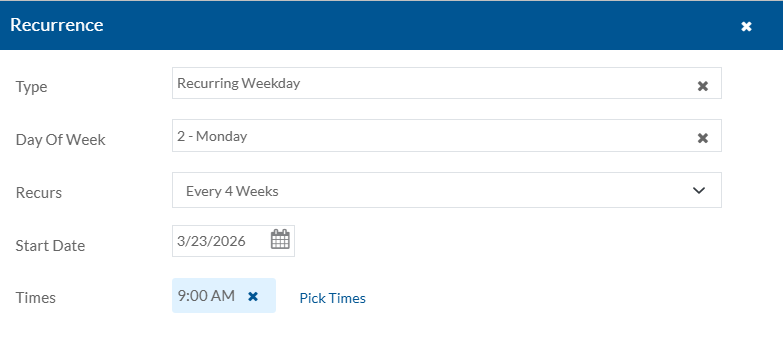 Recurrence
Type Recurring Weekday
Day Of Week 2 - Monday
Recurs Every 4 Weeks
Start Date 3/23/2026
Times 9:00 AM Pick Times